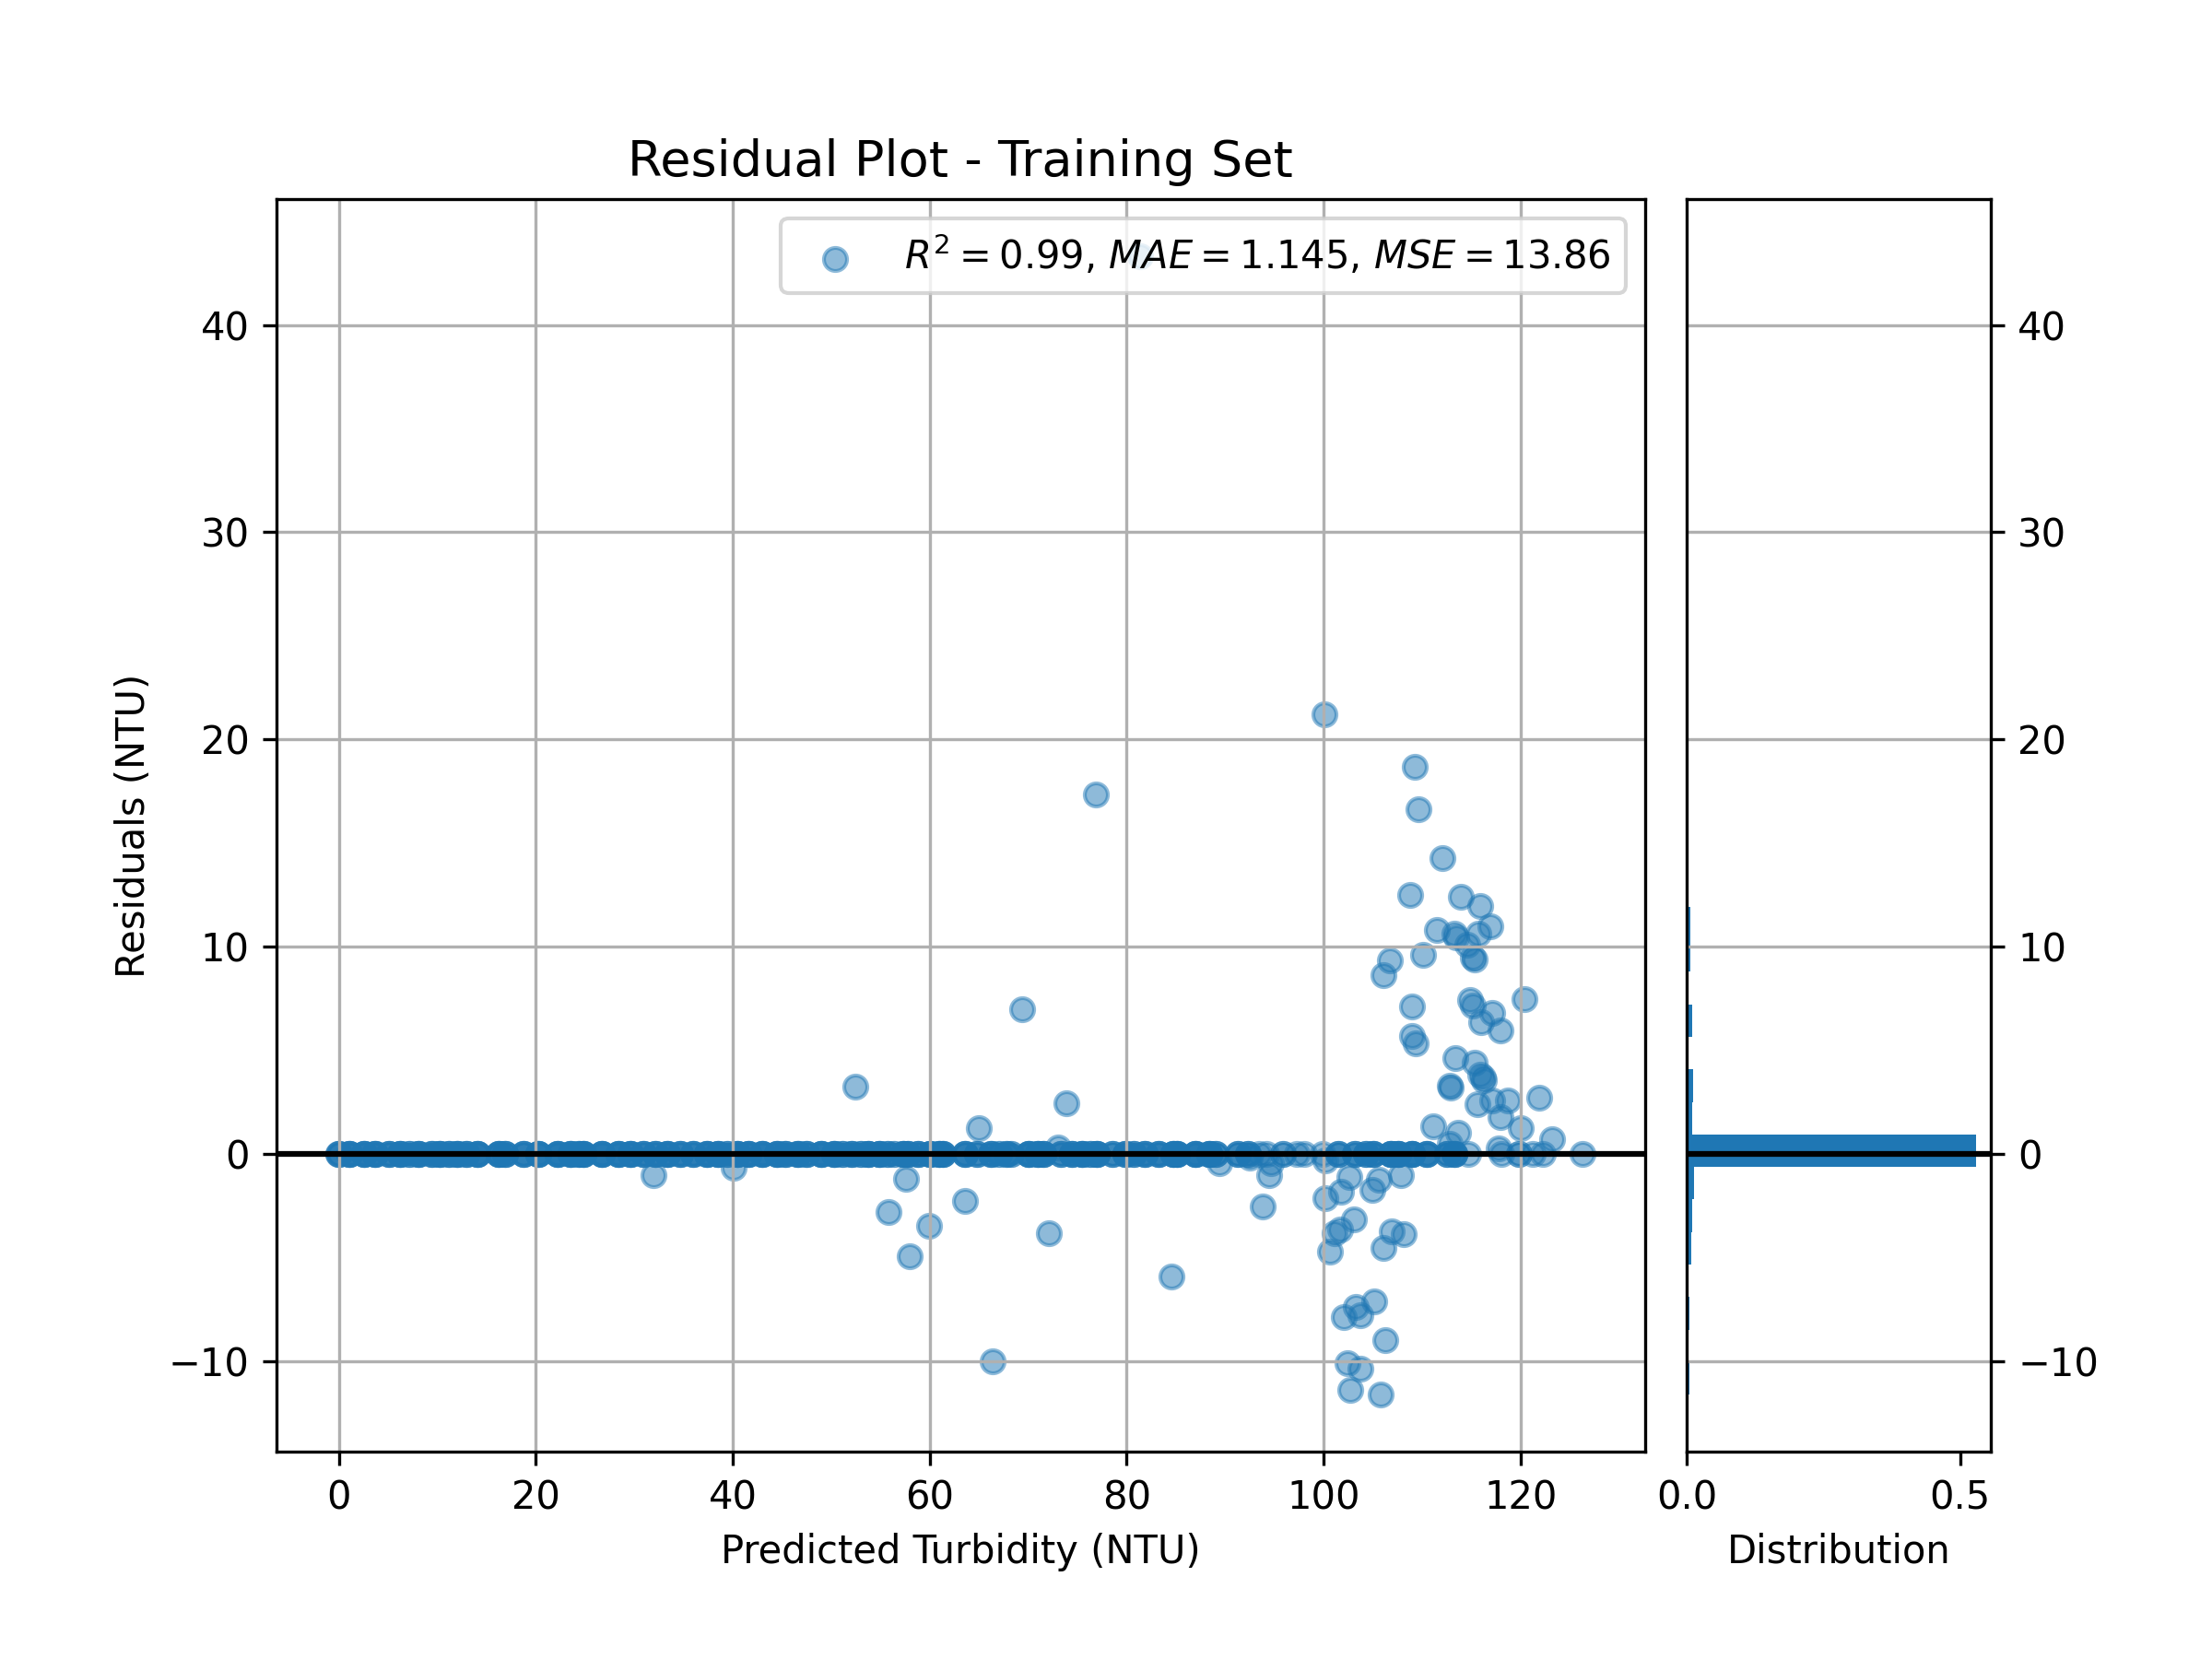 Residual Plot - Training Set
R² = 0.99, MAE = 1.145, MSE = 13.86
40
30
20
10
0
−10
Residuals (NTU)
0 20 40 60 80 100 120
Predicted Turbidity (NTU)
40
30
20
10
0
−10
0.0 0.5
Distribution